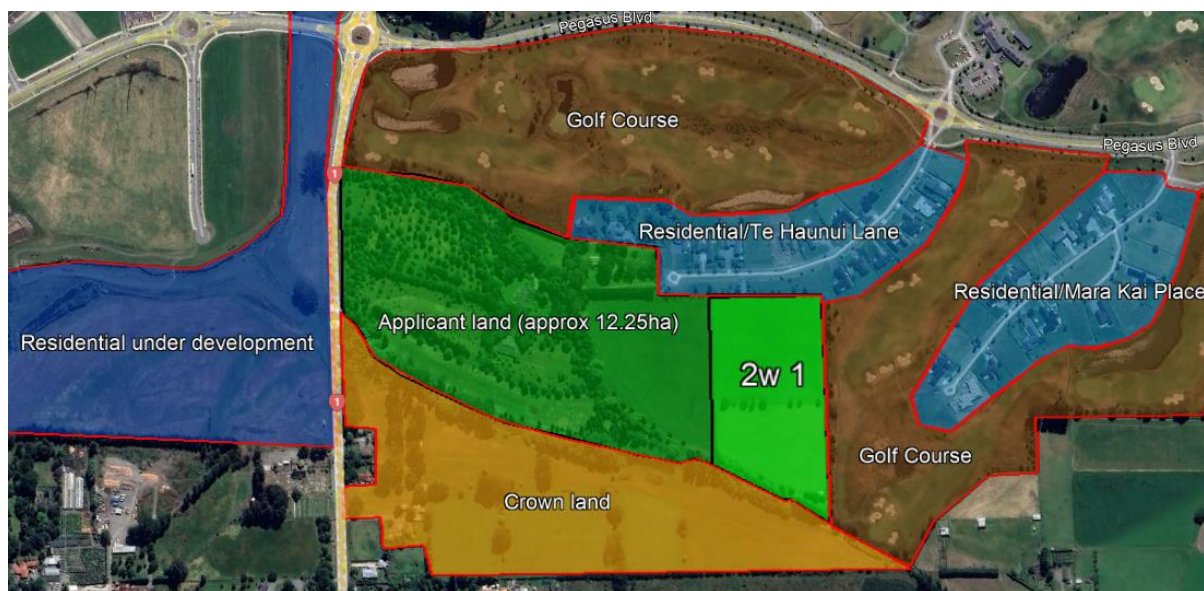 Pegasus Blvd
Golf Course
Pegasus Blvd
1
Residential/Te Haunui Lane
Residential/Mara Kai Place
Applicant land (approx 12.25ha)
Residential under development
2w 1
1
Golf Course
Crown land